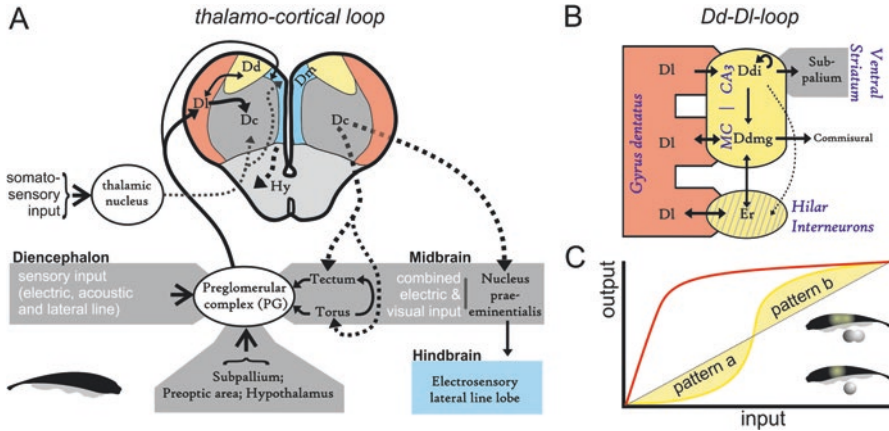 A
thalamo-cortical loop
Dd
Dl
Dm
Dc
Dc
Hy
somato-
sensory
input
thalamic
nucleus
Diencephalon
sensory input
(electric, acoustic
and lateral line)
Preglomerular
complex (PG)
Tectum
Torus
Midbrain
combined
electric &
visual input
Nucleus
prae-
eminentialis
Subpallium;
Preoptic area; Hypothalamus
Hindbrain
Electrosensory
lateral line lobe
B
Dd-Dl-loop
Gyrus dentatus
Dl
Dl
Dl
MC | CA3
Ddi
Ddmg
Er
Sub-
palium
Ventral
Striatum
Commisural
Hilar
Interneurons
C
output
input
pattern a
pattern b